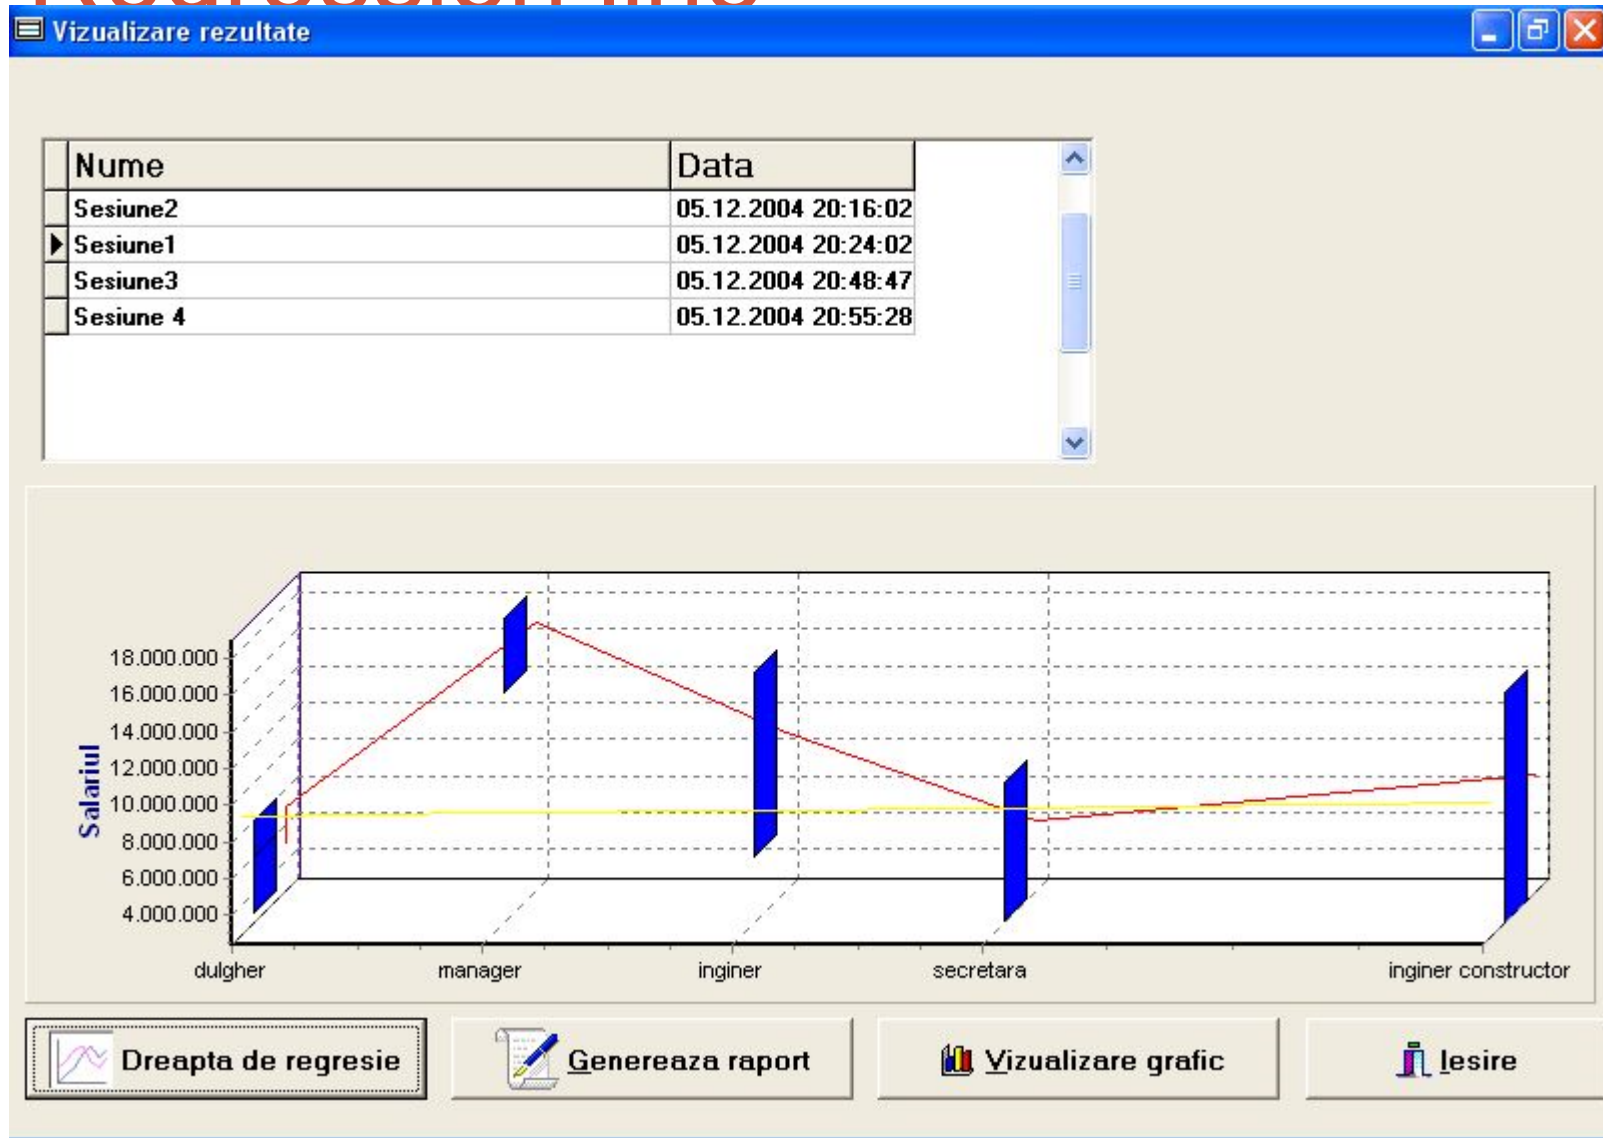 Regression line
Vizualizare rezultate
Nume Data
Sesiune2 05.12.2004 20:16:02
Sesiune1 05.12.2004 20:24:02
Sesiune3 05.12.2004 20:48:47
Sesiune 4 05.12.2004 20:55:28
Salariul
18.000.000
16.000.000
14.000.000
12.000.000
10.000.000
8.000.000
6.000.000
4.000.000
dulgher manager inginer secretara inginer constructor
Dreapta de regresie Genereaza raport Vizualizare grafic Iesire